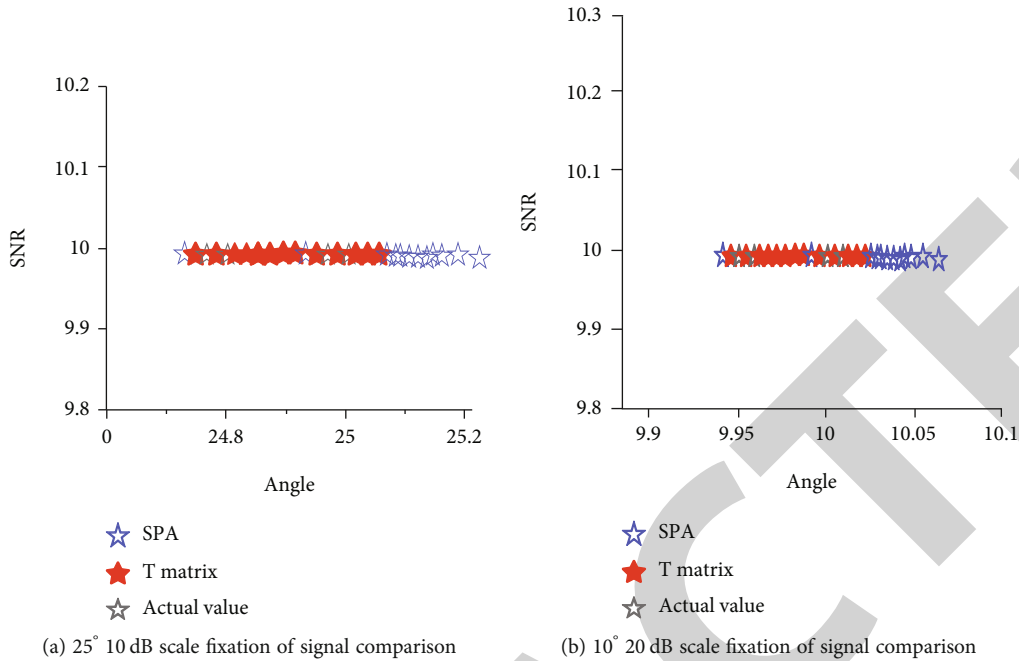 10.2
10.1
SNR
10
9.9
9.8
0
24.8
25
25.2
Angle
SPA
T matrix
Actual value
(a) 25° 10 dB scale fixation of signal comparison
10.3
10.2
10.1
SNR
10
9.9
9.8
9.9
9.95
10
10.05
10.1
Angle
SPA
T matrix
Actual value
(b) 10° 20 dB scale fixation of signal comparison